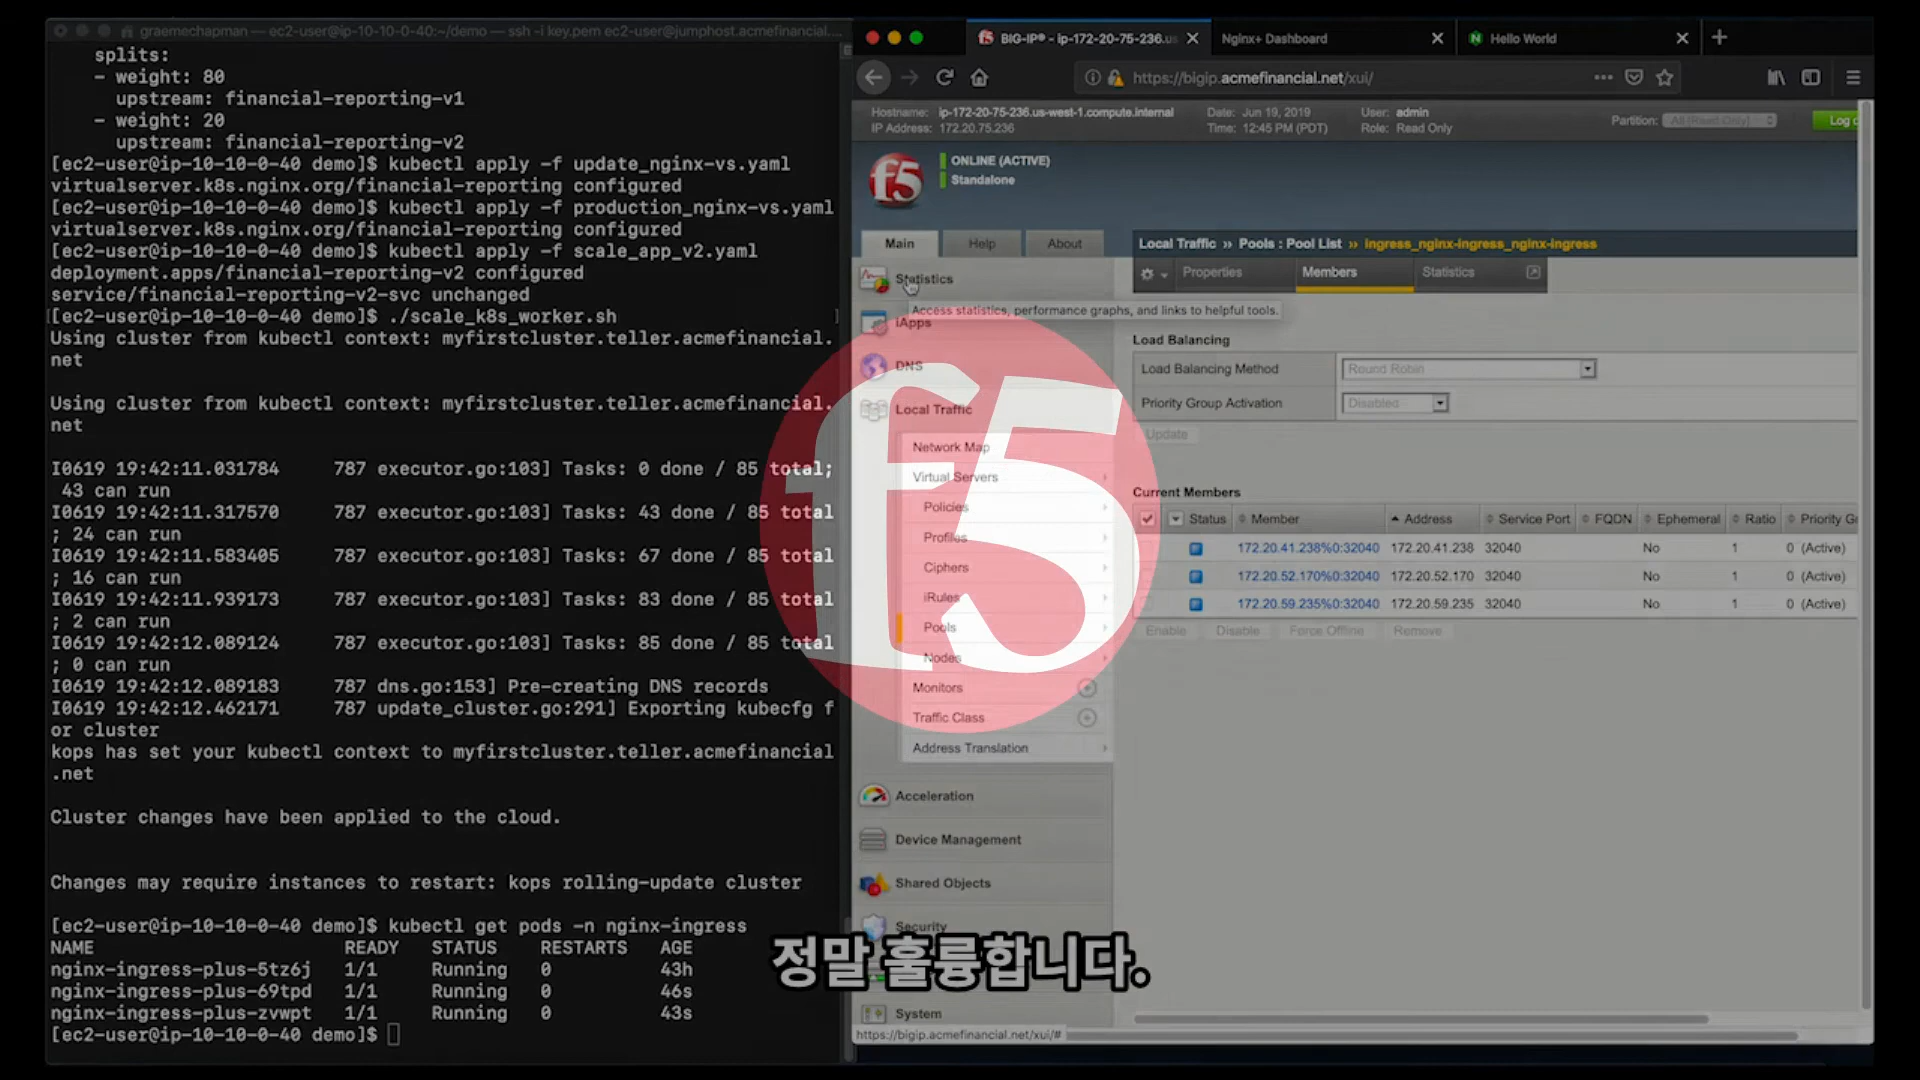 graemechapman — ec2-user@ip-10-10-0-40:~/demo — ssh -i key.pem ec2-user@jumphost.acmefinancial....
splits:
- weight: 80
upstream: financial-reporting-v1
- weight: 20
upstream: financial-reporting-v2
[ec2-user@ip-10-10-0-40 demo]$ kubectl apply -f update_nginx-vs.yaml
virtualserver.k8s.nginx.org/financial-reporting configured
[ec2-user@ip-10-10-0-40 demo]$ kubectl apply -f production_nginx-vs.yaml
virtualserver.k8s.nginx.org/financial-reporting configured
[ec2-user@ip-10-10-0-40 demo]$ kubectl apply -f scale_app_v2.yaml
deployment.apps/financial-reporting-v2 configured
service/financial-reporting-v2-svc unchanged
[ec2-user@ip-10-10-0-40 demo]$ ./scale_k8s_worker.sh
Using cluster from kubectl context: myfirstcluster.teller.acmefinancial.
net
Using cluster from kubectl context: myfirstcluster.teller.acmefinancial.
net
I0619 19:42:11.031784 787 executor.go:103] Tasks: 0 done / 85 total;
43 can run
I0619 19:42:11.317570 787 executor.go:103] Tasks: 43 done / 85 total
; 24 can run
I0619 19:42:11.583405 787 executor.go:103] Tasks: 67 done / 85 total
; 16 can run
I0619 19:42:11.939173 787 executor.go:103] Tasks: 83 done / 85 total
; 2 can run
I0619 19:42:12.089124 787 executor.go:103] Tasks: 85 done / 85 total
; 0 can run
I0619 19:42:12.089183 787 dns.go:153] Pre-creating DNS records
I0619 19:42:12.462171 787 update_cluster.go:291] Exporting kubecfg f
or cluster
kops has set your kubectl context to myfirstcluster.teller.acmefinancial
.net
Cluster changes have been applied to the cloud.
Changes may require instances to restart: kops rolling-update cluster
[ec2-user@ip-10-10-0-40 demo]$ kubectl get pods -n nginx-ingress
NAME READY STATUS RESTARTS AGE
nginx-ingress-plus-5tz6j 1/1 Running 0 43h
nginx-ingress-plus-69tpd 1/1 Running 0 46s
nginx-ingress-plus-zvwpt 1/1 Running 0 43s
[ec2-user@ip-10-10-0-40 demo]$
BIG-IP® - ip-172-20-75-236.us Nginx+ Dashboard Hello World
https://bigip.acmefinancial.net/xui/
Hostname: ip-172-20-75-236.us-west-1.compute.internal Date: Jun 19, 2019 User: admin
IP Address: 172.20.75.236 Time: 12:45 PM (PDT) Role: Read Only
Partition: All (Read Only) Log
f5
ONLINE (ACTIVE)
Standalone
Main Help About
Local Traffic » Pools : Pool List » ingress_nginx-ingress_nginx-ingress
Properties Members Statistics
Statistics
Access statistics, performance graphs, and links to helpful tools.
iApps
DNS
Local Traffic
Network Map
Virtual Servers
Policies
Profiles
Ciphers
iRules
Pools
Nodes
Monitors
Traffic Class
Address Translation
Acceleration
Device Management
Shared Objects
Security
System
Load Balancing
Load Balancing Method Round Robin
Priority Group Activation Disabled
Update
Current Members
Status Member Address Service Port FQDN Ephemeral Ratio Priority Gr
172.20.41.238%0:32040 172.20.41.238 32040 No 1 0 (Active)
172.20.52.170%0:32040 172.20.52.170 32040 No 1 0 (Active)
172.20.59.235%0:32040 172.20.59.235 32040 No 1 0 (Active)
Enable Disable Force Offline Remove
f5
정말 훌륭합니다.
https://bigip.acmefinancial.net/xui/#